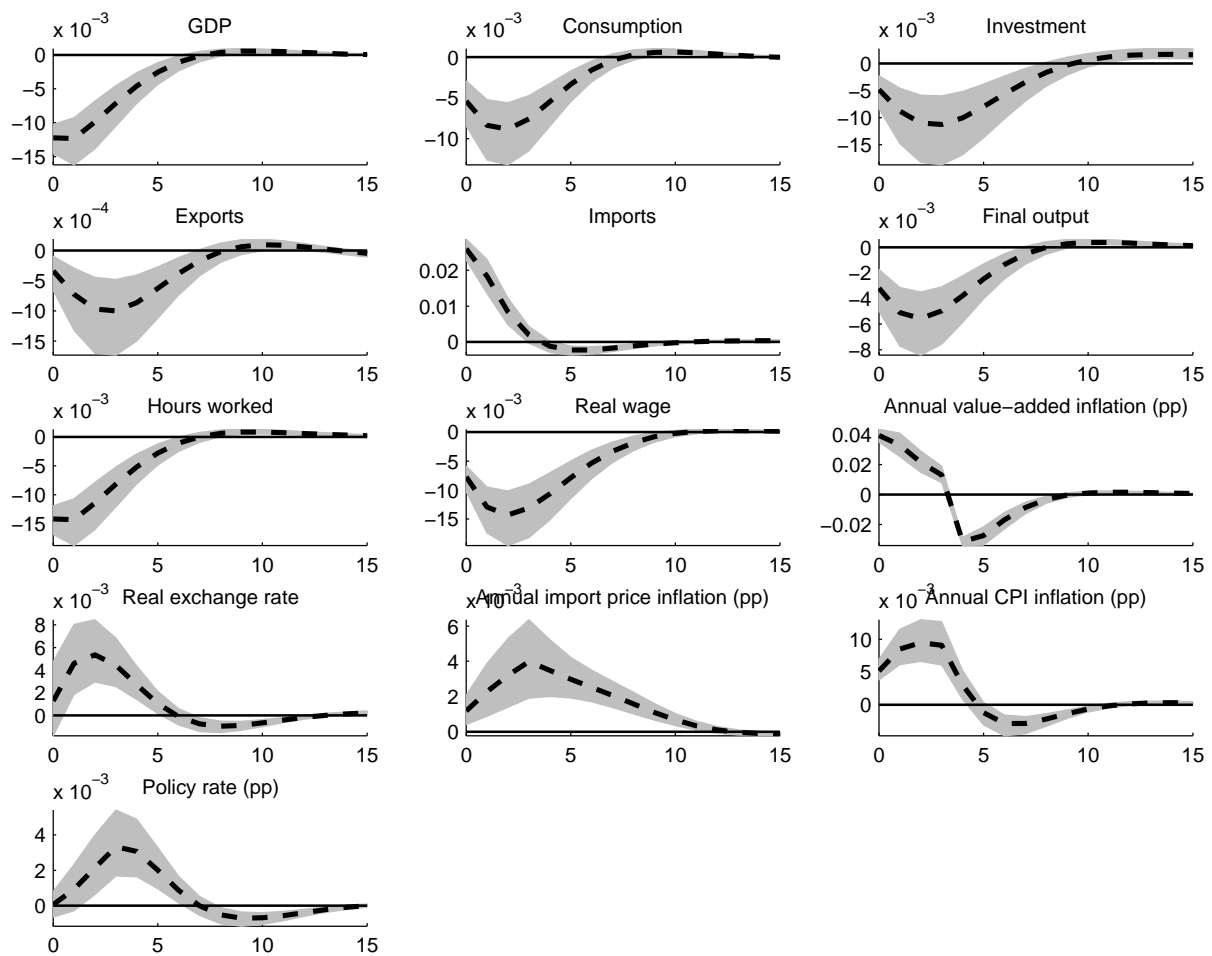 x 10−3 GDP
0
−5
−10
−15
0 5 10 15
x 10−3 Consumption
0
−5
−10
0 5 10 15
x 10−3 Investment
0
−5
−10
−15
0 5 10 15
x 10−4 Exports
0
−5
−10
−15
0 5 10 15
Imports
0.02
0.01
0
0 5 10 15
x 10−3 Final output
0
−2
−4
−6
−8
0 5 10 15
x 10−3 Hours worked
0
−5
−10
−15
0 5 10 15
x 10−3 Real wage
0
−5
−10
−15
0 5 10 15
Annual value−added inflation (pp)
0.04
0.02
0
−0.02
0 5 10 15
x 10−3 Real exchange rate
8
6
4
2
0
0 5 10 15
x 10−3 Annual import price inflation (pp)
6
4
2
0
0 5 10 15
x 10−3 Annual CPI inflation (pp)
10
5
0
0 5 10 15
x 10−3 Policy rate (pp)
4
2
0
0 5 10 15